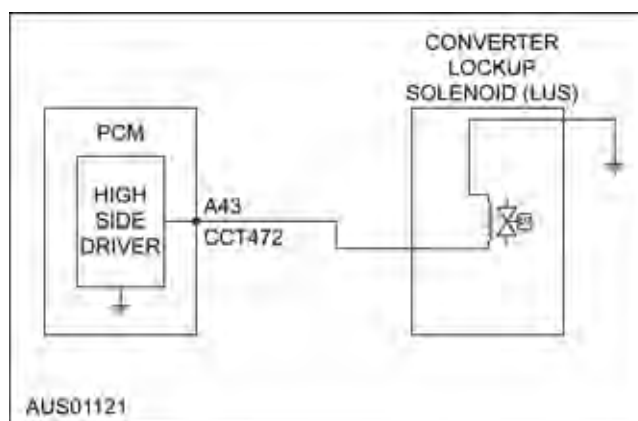 CONVERTER
LOCKUP
SOLENOID (LUS)
PCM
HIGH
SIDE
DRIVER
A43
CCT472
AUS01121